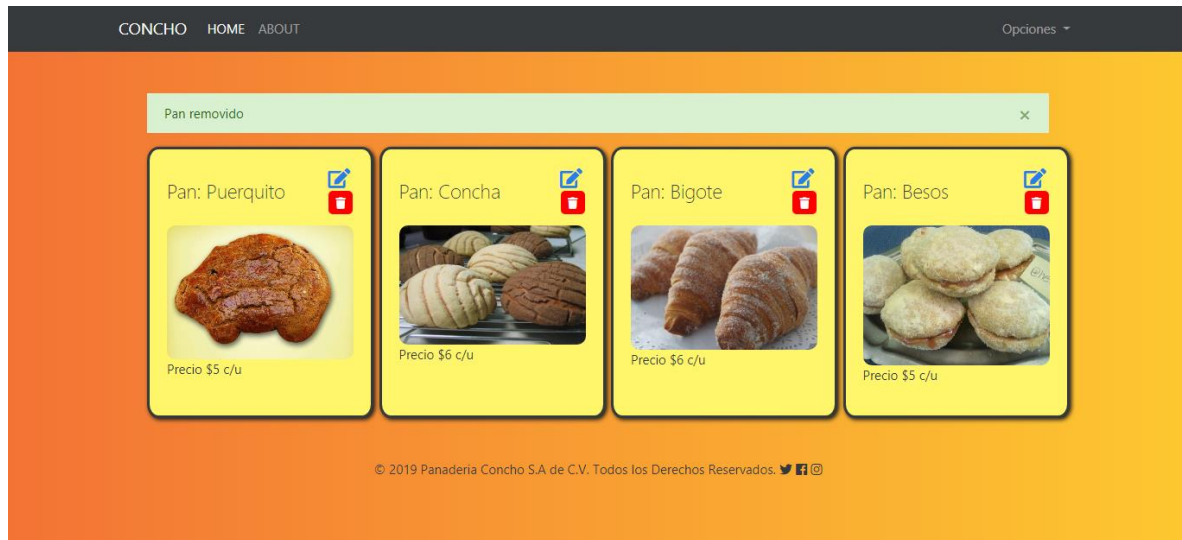 CONCHO HOME ABOUT Opciones
Pan removido ×
Pan: Puerquito
Precio $5 c/u
Pan: Concha
Precio $6 c/u
Pan: Bigote
Precio $6 c/u
Pan: Besos
Precio $5 c/u
© 2019 Panaderia Concho S.A de C.V. Todos los Derechos Reservados.